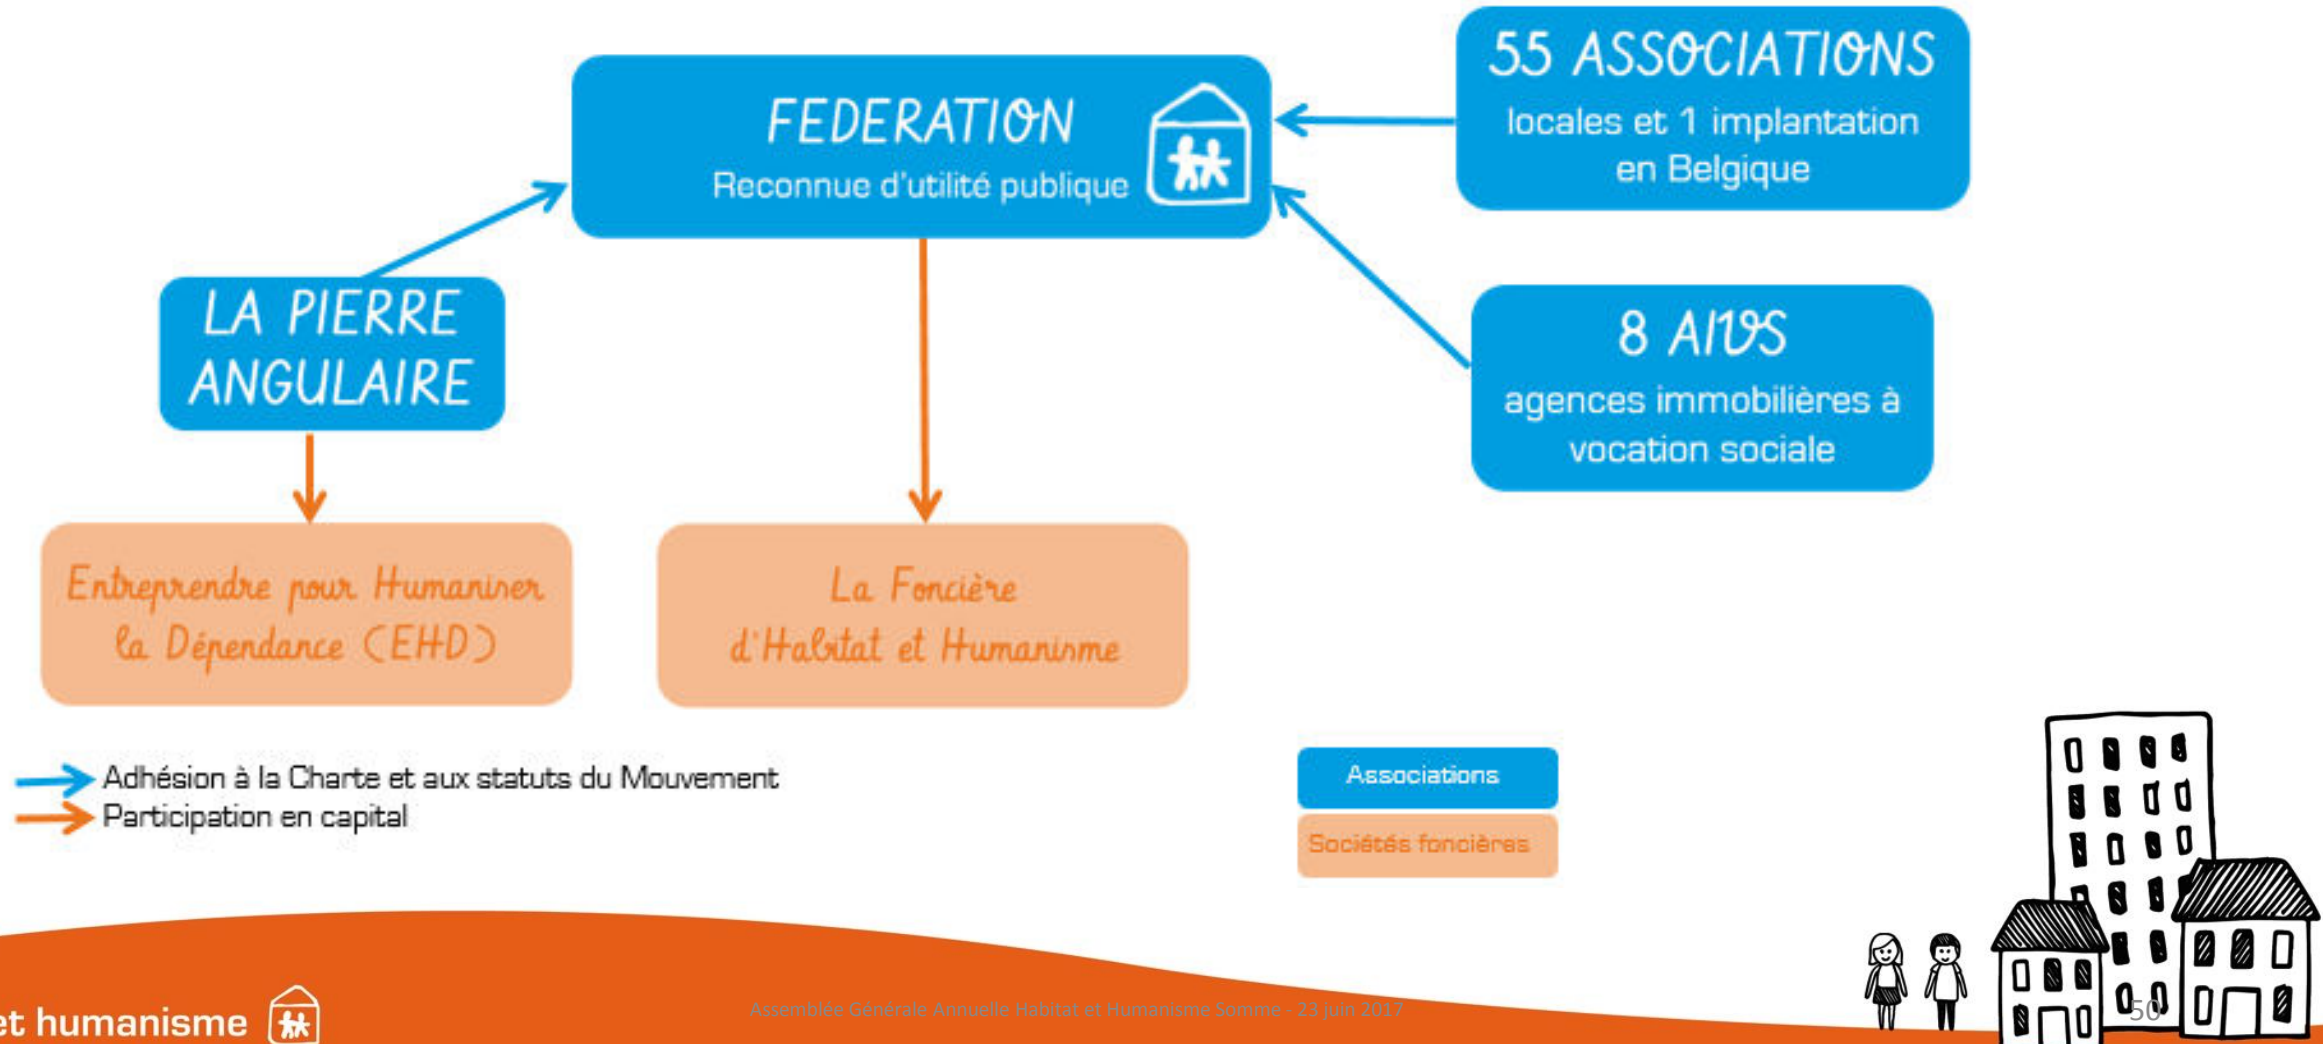 FEDERATION
Reconnue d'utilité publique
55 ASSOCIATIONS
locales et 1 implantation
en Belgique
LA PIERRE
ANGULAIRE
8 AIVS
agences immobilières à
vocation sociale
Entreprendre pour Humaniser
la Dépendance (EHD)
La Foncière
d'Habitat et Humanisme
Adhésion à la Charte et aux statuts du Mouvement
Participation en capital
Associations
Sociétés foncières
et humanisme
Assemblée Générale Annuelle Habitat et Humanisme Somme - 23 juin 2017
50